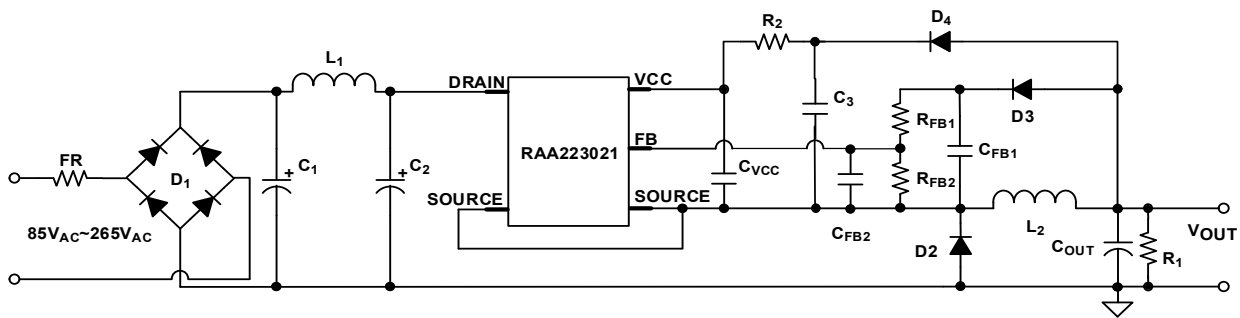 R2
D4
L1
DRAIN
VCC
C3
D3
RFB1
FR
FB
CFB1
D1
+
C1
+
C2
RAA223021
CVCC
RFB2
SOURCE
SOURCE
85VAC~265VAC
CFB2
D2
L2
COUT
R1
VOUT